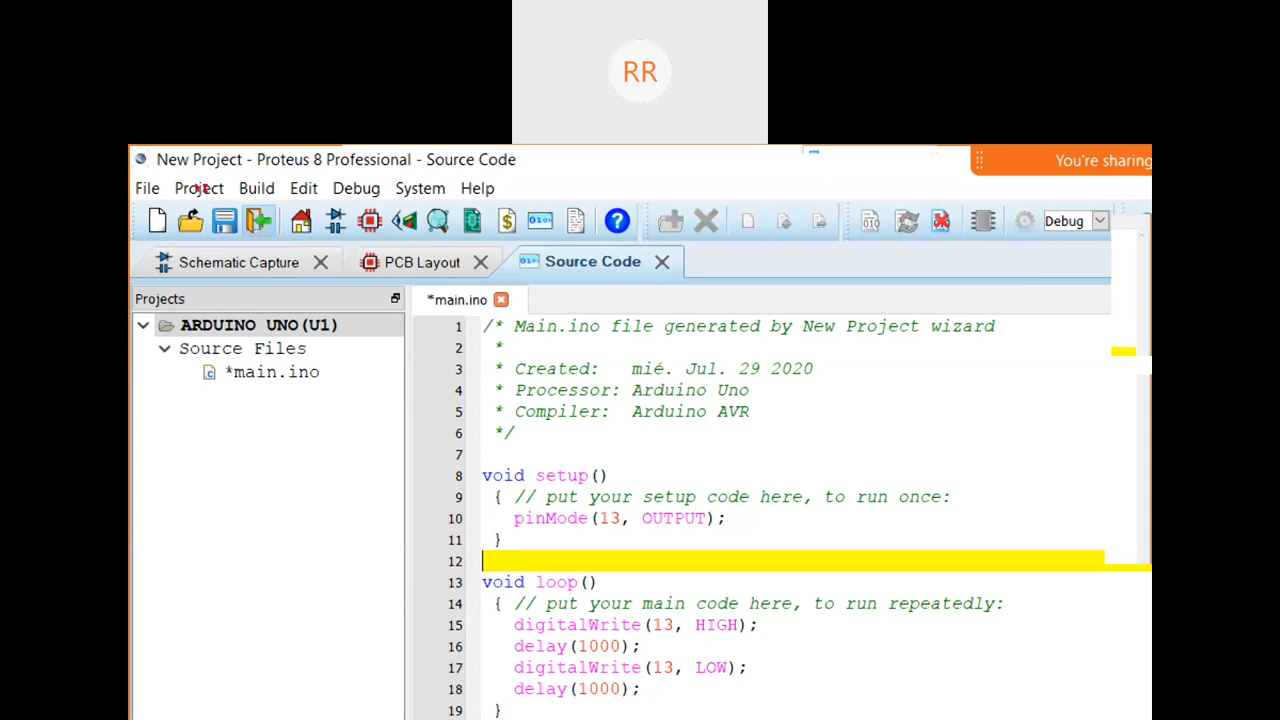 RR
New Project - Proteus 8 Professional - Source Code
You're sharing
File Project Build Edit Debug System Help
Debug
Schematic Capture
PCB Layout
Source Code
Projects
ARDUINO UNO(U1)
Source Files
*main.ino
*main.ino
1 /* Main.ino file generated by New Project wizard
2 *
3 * Created: mié. Jul. 29 2020
4 * Processor: Arduino Uno
5 * Compiler: Arduino AVR
6 */
7
8 void setup()
9 { // put your setup code here, to run once:
10 pinMode(13, OUTPUT);
11 }
12
13 void loop()
14 { // put your main code here, to run repeatedly:
15 digitalWrite(13, HIGH);
16 delay(1000);
17 digitalWrite(13, LOW);
18 delay(1000);
19 }